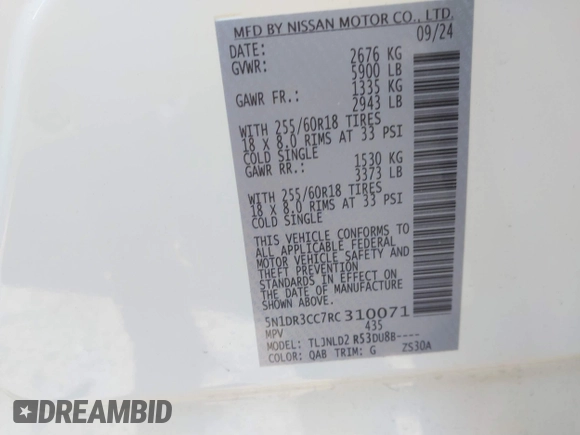 MFD BY NISSAN MOTOR CO., LTD.
DATE: 09/24
GVWR: 2676 KG
5900 LB
GAWR FR.: 1335 KG
2943 LB
WITH 255/60R18 TIRES
18 X 8.0 RIMS AT 33 PSI
COLD SINGLE
GAWR RR.: 1530 KG
3373 LB
WITH 255/60R18 TIRES
18 X 8.0 RIMS AT 33 PSI
COLD SINGLE
THIS VEHICLE CONFORMS TO
ALL APPLICABLE FEDERAL
MOTOR VEHICLE SAFETY AND
THEFT PREVENTION
STANDARDS IN EFFECT ON
THE DATE OF MANUFACTURE
SHOWN ABOVE.
5N1DR3CC7RC310071
MPV 435
MODEL: TLJNLD2 R53DU8B----
COLOR: QAB TRIM: G ZS30A
DREAMBID